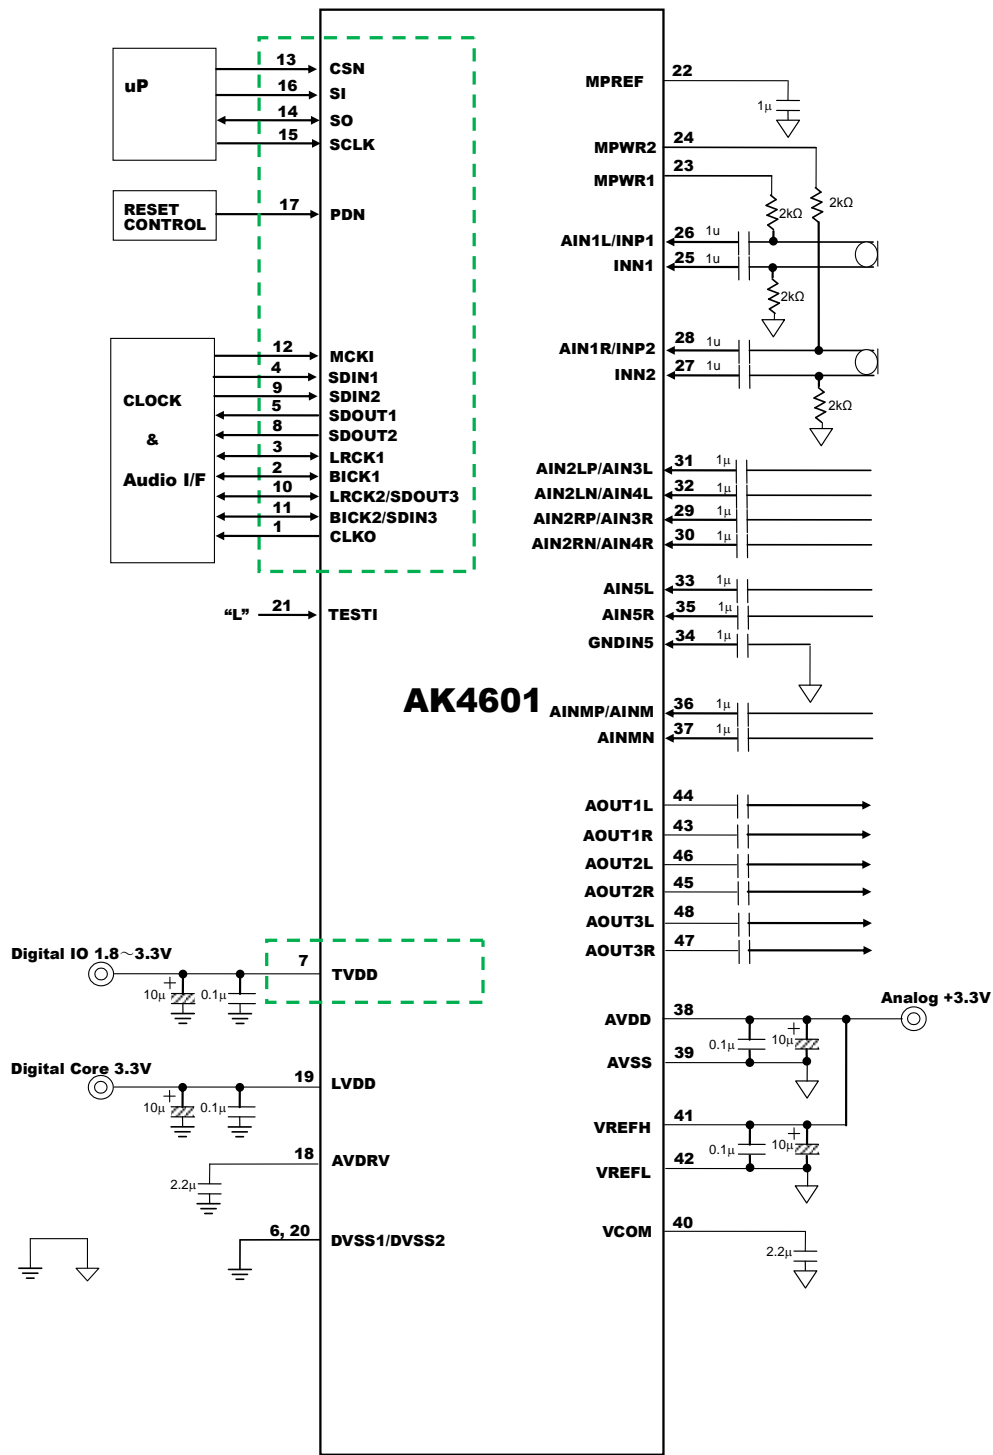 uP
13 CSN
16 SI
14 SO
15 SCLK
RESET
CONTROL
17 PDN
CLOCK
&
Audio I/F
12 MCKI
4 SDIN1
9 SDIN2
5 SDOUT1
8 SDOUT2
3 LRCK1
2 BICK1
10 LRCK2/SDOUT3
11 BICK2/SDIN3
1 CLKO
“L” 21 TESTI
AK4601
Digital IO 1.8～3.3V
7 TVDD
+
10μ 0.1μ
Digital Core 3.3V
19 LVDD
+
10μ 0.1μ
18 AVDRV
2.2μ
6, 20 DVSS1/DVSS2
MPREF 22
1μ
MPWR2 24
MPWR1 23
2kΩ 2kΩ
AIN1L/INP1 26 1u
INN1 25 1u
2kΩ
AIN1R/INP2 28 1u
INN2 27 1u
2kΩ
AIN2LP/AIN3L 31 1μ
AIN2LN/AIN4L 32 1μ
AIN2RP/AIN3R 29 1μ
AIN2RN/AIN4R 30 1μ
AIN5L 33 1μ
AIN5R 35 1μ
GNDIN5 34 1μ
AINMP/AINM 36 1μ
AINMN 37 1μ
AOUT1L 44
AOUT1R 43
AOUT2L 46
AOUT2R 45
AOUT3L 48
AOUT3R 47
Analog +3.3V
AVDD 38
+
0.1μ 10μ
AVSS 39
VREFH 41
+
0.1μ 10μ
VREFL 42
VCOM 40
2.2μ